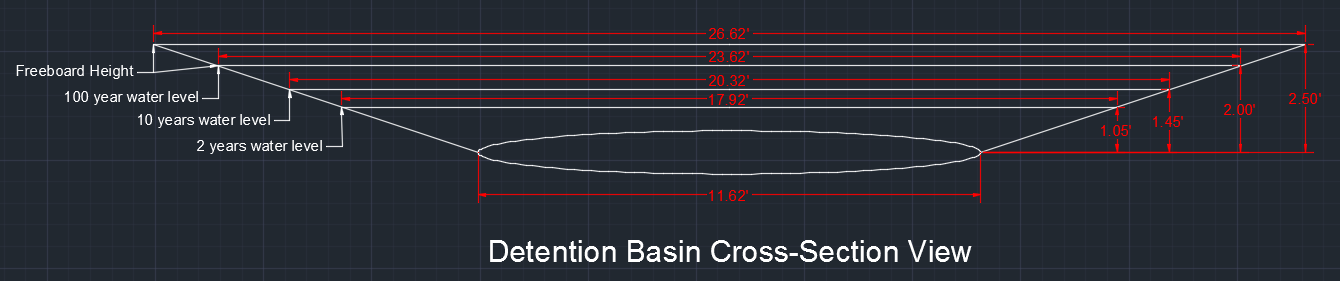 26.62'
23.62'
Freeboard Height
20.32'
100 year water level
17.92'
2.50'
2.00'
10 years water level
1.45'
1.05'
2 years water level
11.62'
Detention Basin Cross-Section View